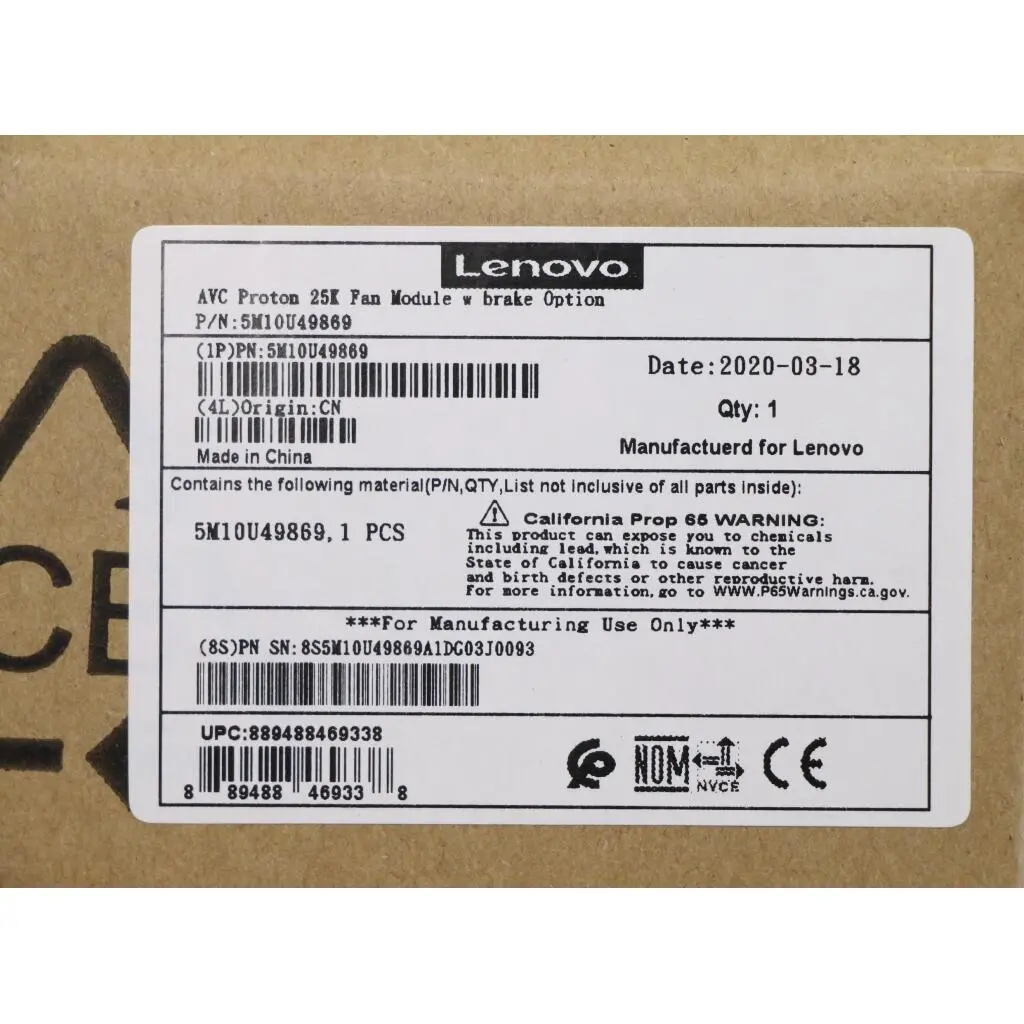 Lenovo
AVC Proton 25K Fan Module w brake Option
P/N:5M10U49869
(1P)PN:5M10U49869
Date:2020-03-18
(4L)Origin:CN
Qty: 1
Made in China
Manufactuerd for Lenovo
Contains the following material(P/N,QTY,List not inclusive of all parts inside):
5M10U49869,1 PCS
California Prop 65 WARNING:
This product can expose you to chemicals
including lead,which is known to the
State of California to cause cancer
and birth defects or other reproductive harm.
For more information,go to WWW.P65Warnings.ca.gov.
***For Manufacturing Use Only***
(8S)PN SN:8S5M10U49869A1DG03J0093
UPC:889488469338
8 89488 46933 8
NOM
NYCE
CE
CE